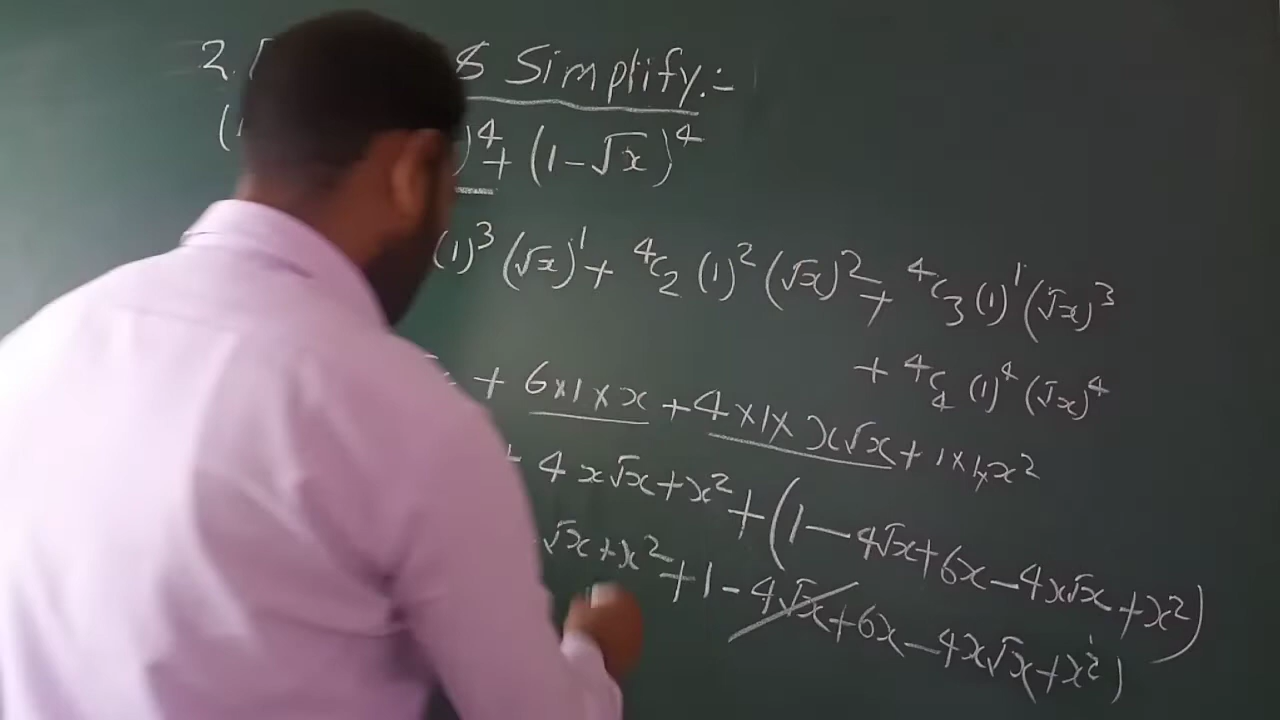 2. & Simplify:-
( )⁴ + (1-√x)⁴
(1)³ (√x)¹ + ⁴C₂ (1)² (√x)² + ⁴C₃ (1)¹ (√x)³
+ ⁴C₄ (1)⁴ (√x)⁴
+ 6×1×x + 4×1×x√x + 1×1×x²
+ 4x√x + x² + (1-4√x+6x-4x√x+x²)
√x+x² + 1-4√x+6x-4x√x+x²)